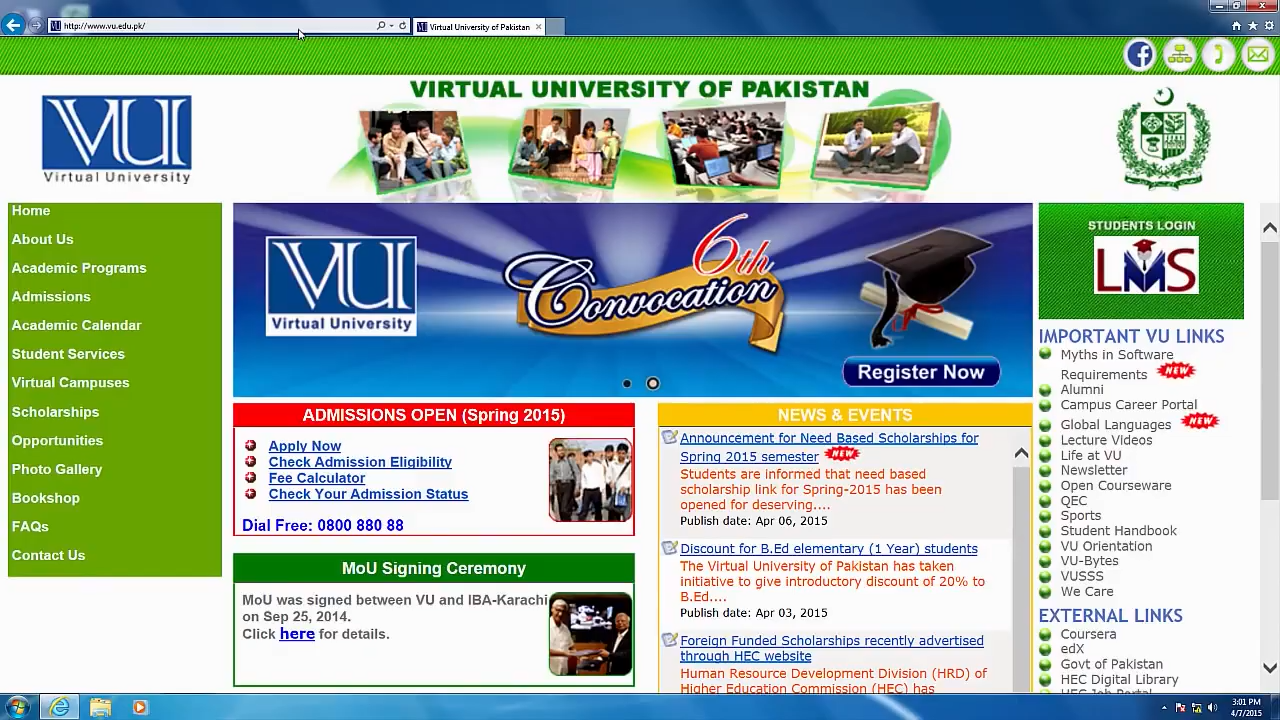 http://www.vu.edu.pk/
Virtual University of Pakistan
VIRTUAL UNIVERSITY OF PAKISTAN
VU
Virtual University
Home
About Us
Academic Programs
Admissions
Academic Calendar
Student Services
Virtual Campuses
Scholarships
Opportunities
Photo Gallery
Bookshop
FAQs
Contact Us
VU
Virtual University
6th
Convocation
Register Now
ADMISSIONS OPEN (Spring 2015)
Apply Now
Check Admission Eligibility
Fee Calculator
Check Your Admission Status
Dial Free: 0800 880 88
MoU Signing Ceremony
MoU was signed between VU and IBA-Karachi
on Sep 25, 2014.
Click here for details.
NEWS & EVENTS
Announcement for Need Based Scholarships for
Spring 2015 semester NEW
Students are informed that need based
scholarship link for Spring-2015 has been
opened for deserving....
Publish date: Apr 06, 2015
Discount for B.Ed elementary (1 Year) students
The Virtual University of Pakistan has taken
initiative to give introductory discount of 20% to
B.Ed....
Publish date: Apr 03, 2015
Foreign Funded Scholarships recently advertised
through HEC website
Human Resource Development Division (HRD) of
Higher Education Commission (HEC) has
STUDENTS LOGIN
LMS
IMPORTANT VU LINKS
Myths in Software
Requirements NEW
Alumni
Campus Career Portal
Global Languages NEW
Lecture Videos
Life at VU
Newsletter
Open Courseware
QEC
Sports
Student Handbook
VU Orientation
VU-Bytes
VUSSS
We Care
EXTERNAL LINKS
Coursera
edX
Govt of Pakistan
HEC Digital Library
HEC Job Portal
3:01 PM
4/7/2015